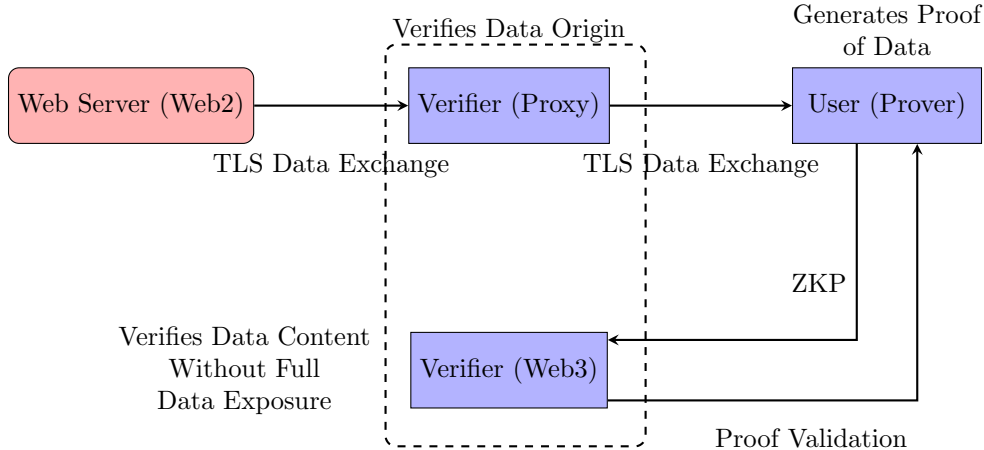 Generates Proof
of Data
Verifies Data Origin
Web Server (Web2)
Verifier (Proxy)
User (Prover)
TLS Data Exchange
TLS Data Exchange
ZKP
Verifies Data Content
Without Full
Data Exposure
Verifier (Web3)
Proof Validation